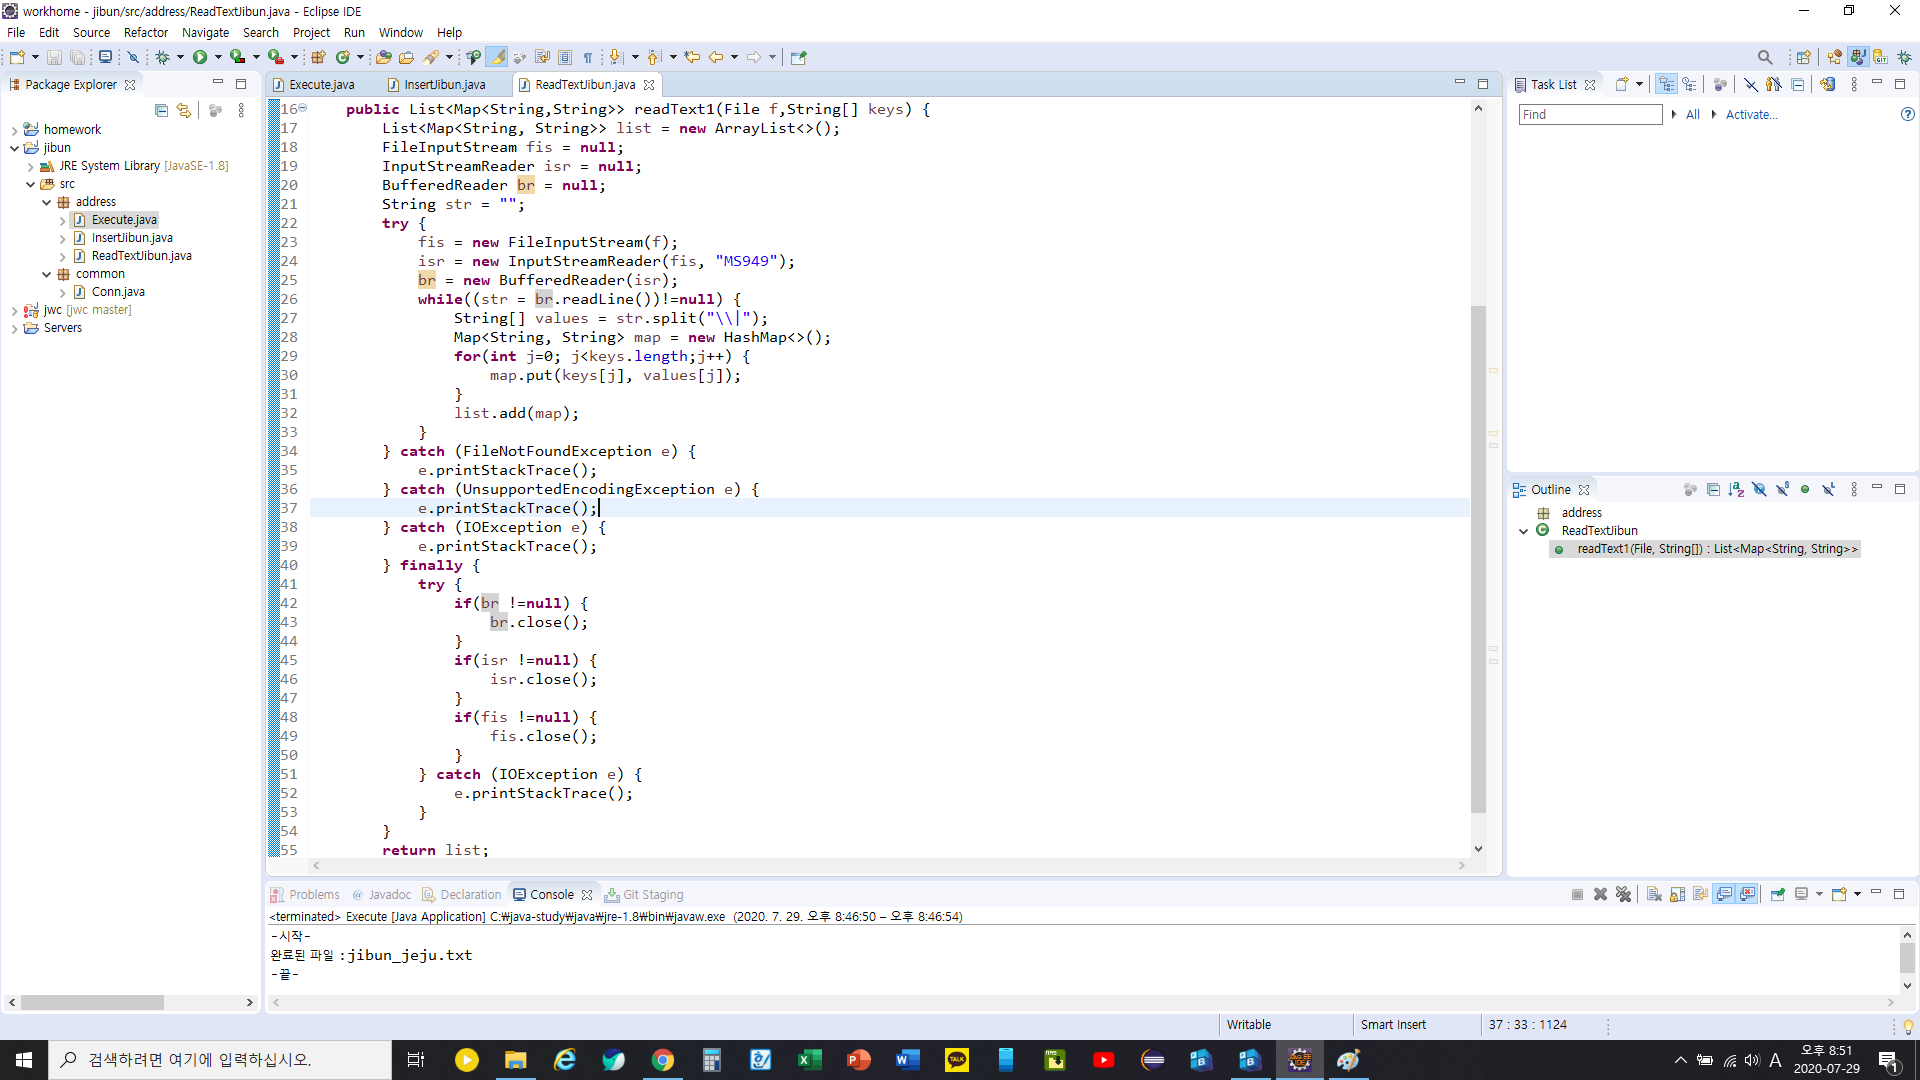 workhome - jibun/src/address/ReadTextJibun.java - Eclipse IDE
File Edit Source Refactor Navigate Search Project Run Window Help
Package Explorer
homework
jibun
JRE System Library [JavaSE-1.8]
src
address
Execute.java
InsertJibun.java
ReadTextJibun.java
common
Conn.java
jwc [jwc master]
Servers
Execute.java InsertJibun.java ReadTextJibun.java
16 public List<Map<String,String>> readText1(File f,String[] keys) {
17 List<Map<String, String>> list = new ArrayList<>();
18 FileInputStream fis = null;
19 InputStreamReader isr = null;
20 BufferedReader br = null;
21 String str = "";
22 try {
23 fis = new FileInputStream(f);
24 isr = new InputStreamReader(fis, "MS949");
25 br = new BufferedReader(isr);
26 while((str = br.readLine())!=null) {
27 String[] values = str.split("\\|");
28 Map<String, String> map = new HashMap<>();
29 for(int j=0; j<keys.length;j++) {
30 map.put(keys[j], values[j]);
31 }
32 list.add(map);
33 }
34 } catch (FileNotFoundException e) {
35 e.printStackTrace();
36 } catch (UnsupportedEncodingException e) {
37 e.printStackTrace();
38 } catch (IOException e) {
39 e.printStackTrace();
40 } finally {
41 try {
42 if(br !=null) {
43 br.close();
44 }
45 if(isr !=null) {
46 isr.close();
47 }
48 if(fis !=null) {
49 fis.close();
50 }
51 } catch (IOException e) {
52 e.printStackTrace();
53 }
54 }
55 return list;
Task List
Find All Activate...
Outline
address
ReadTextJibun
readText1(File, String[]) : List<Map<String, String>>
Problems Javadoc Declaration Console Git Staging
<terminated> Execute [Java Application] C:₩java-study₩java₩jre-1.8₩bin₩javaw.exe (2020. 7. 29. 오후 8:46:50 – 오후 8:46:54)
-시작-
완료된 파일 :jibun_jeju.txt
-끝-
Writable Smart Insert 37 : 33 : 1124
검색하려면 여기에 입력하십시오.
TALK
A
오후 8:51
2020-07-29
1